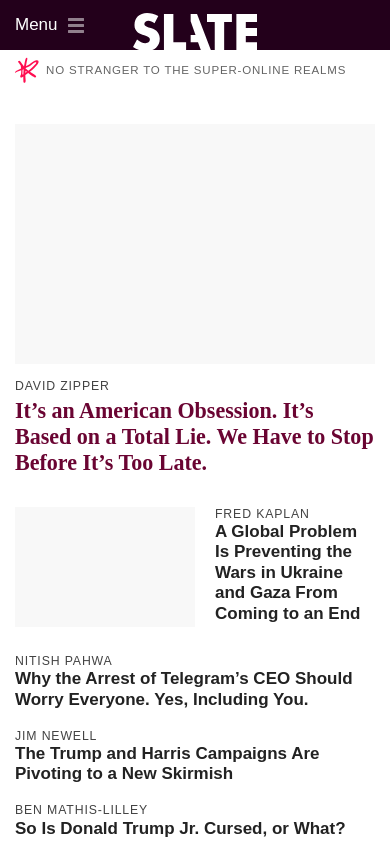 Menu
SLATE
NO STRANGER TO THE SUPER-ONLINE REALMS
DAVID ZIPPER
It’s an American Obsession. It’s
Based on a Total Lie. We Have to Stop
Before It’s Too Late.
FRED KAPLAN
A Global Problem
Is Preventing the
Wars in Ukraine
and Gaza From
Coming to an End
NITISH PAHWA
Why the Arrest of Telegram’s CEO Should
Worry Everyone. Yes, Including You.
JIM NEWELL
The Trump and Harris Campaigns Are
Pivoting to a New Skirmish
BEN MATHIS-LILLEY
So Is Donald Trump Jr. Cursed, or What?